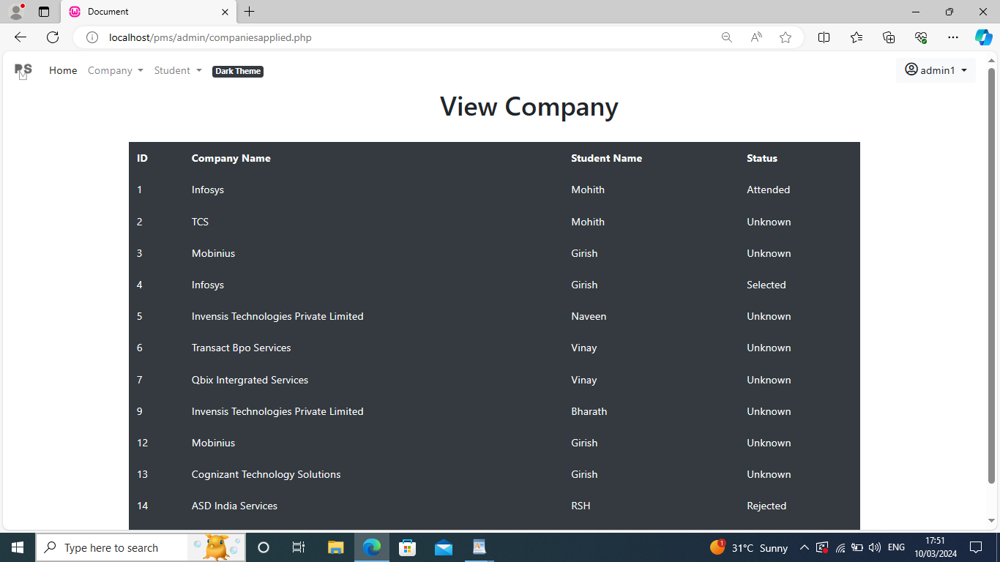 Document
localhost/pms/admin/companiesapplied.php
PMS Home Company Student Dark Theme admin1
View Company
ID Company Name Student Name Status
1 Infosys Mohith Attended
2 TCS Mohith Unknown
3 Mobinius Girish Unknown
4 Infosys Girish Selected
5 Invensis Technologies Private Limited Naveen Unknown
6 Transact Bpo Services Vinay Unknown
7 Qbix Intergrated Services Vinay Unknown
9 Invensis Technologies Private Limited Bharath Unknown
12 Mobinius Girish Unknown
13 Cognizant Technology Solutions Girish Unknown
14 ASD India Services RSH Rejected
Type here to search 1 31°C Sunny ENG 17:51
10/03/2024